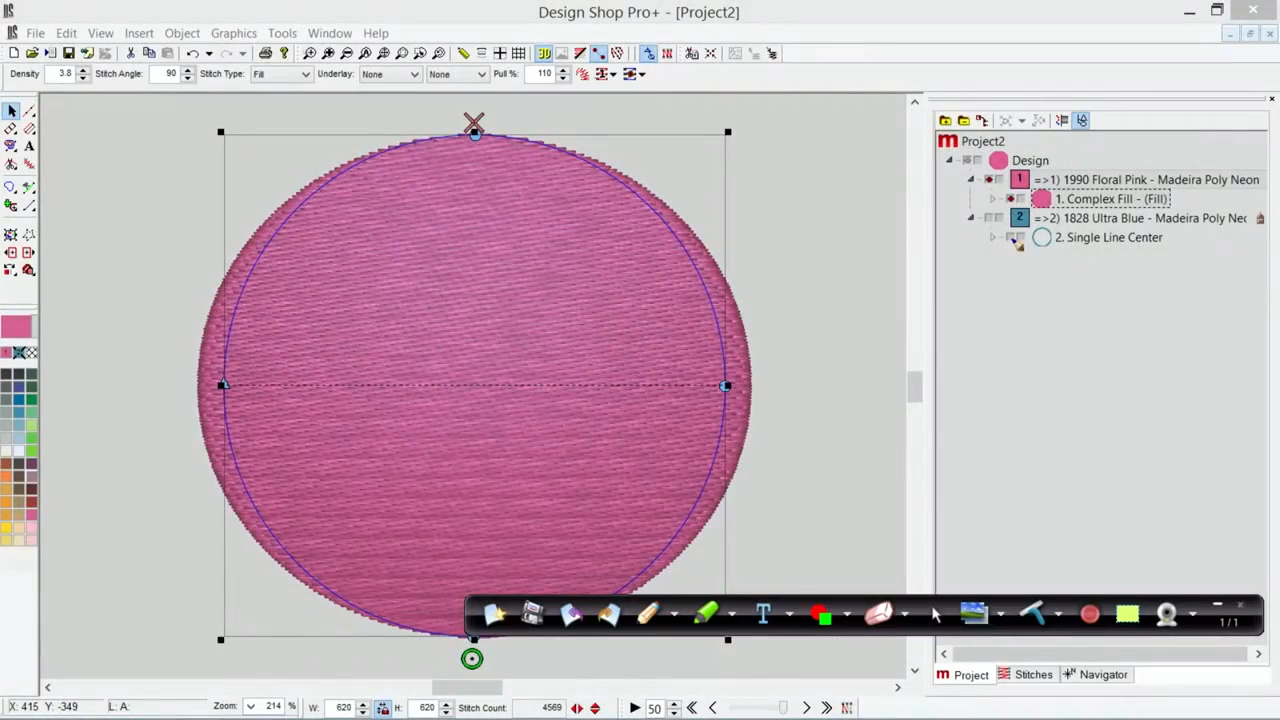 Design Shop Pro+ - [Project2]
File Edit View Insert Object Graphics Tools Window Help
3D
Density 3.8 Stitch Angle: 90 Stitch Type: Fill Underlay: None None Pull % 110
Project2
Design
1 =>1) 1990 Floral Pink - Madeira Poly Neon
1. Complex Fill - (Fill)
2 =>2) 1828 Ultra Blue - Madeira Poly Neo
2. Single Line Center
1/1
Project Stitches Navigator
X: 415 Y: -349 L: A: Zoom: 214 % W: 620 H: 620 Stitch Count: 4569 50